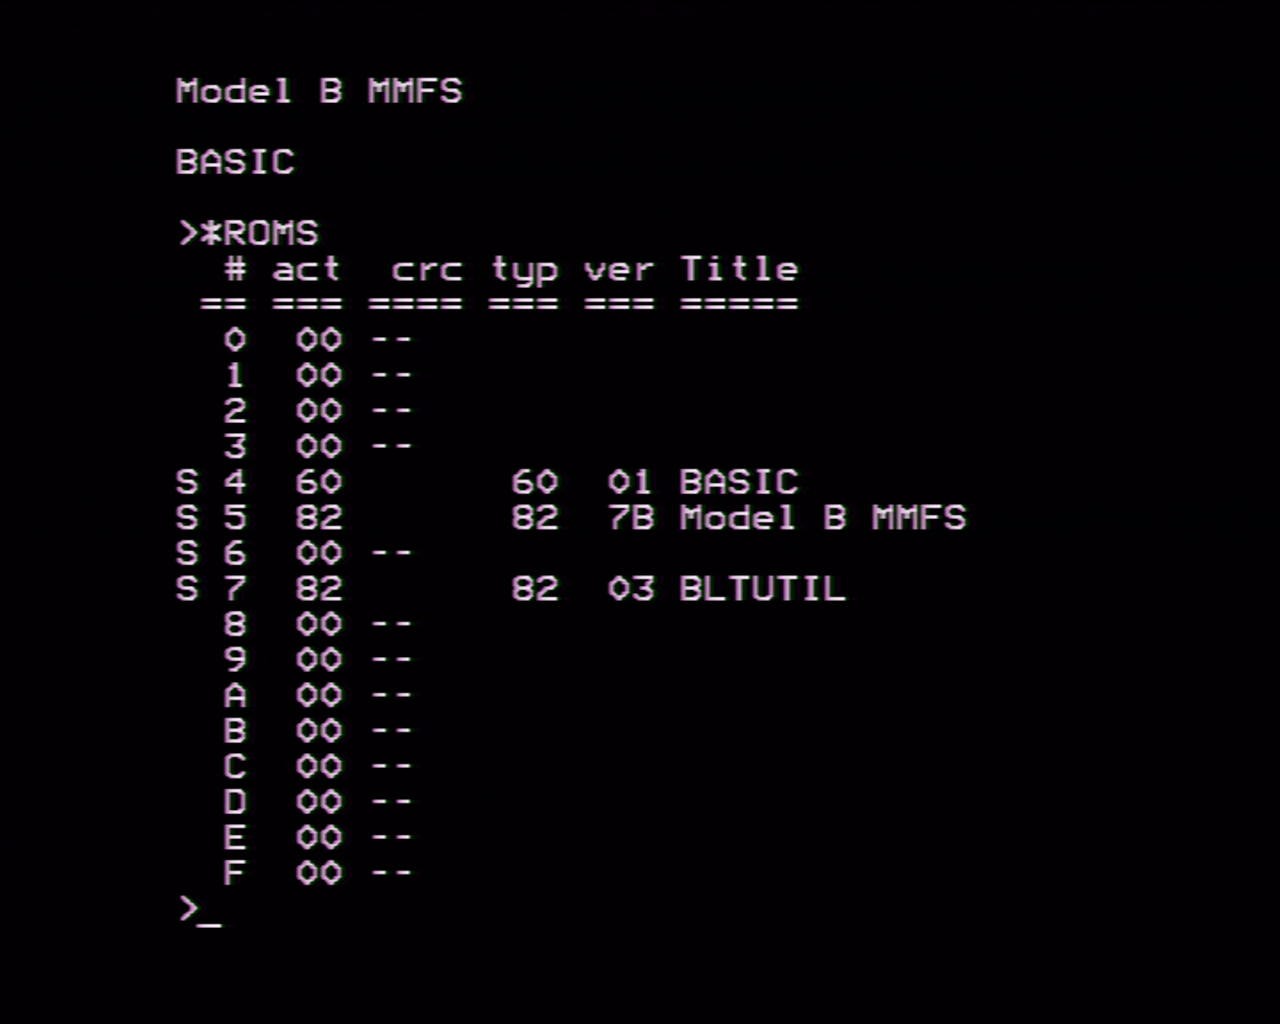 Model B MMFS
BASIC
>*ROMS
  # act  crc typ ver Title
 == === ==== === === =====
  0  00 --
  1  00 --
  2  00 --
  3  00 --
S 4  60       60  01 BASIC
S 5  82       82  7B Model B MMFS
S 6  00 --
S 7  82       82  03 BLTUTIL
  8  00 --
  9  00 --
  A  00 --
  B  00 --
  C  00 --
  D  00 --
  E  00 --
  F  00 --
>_